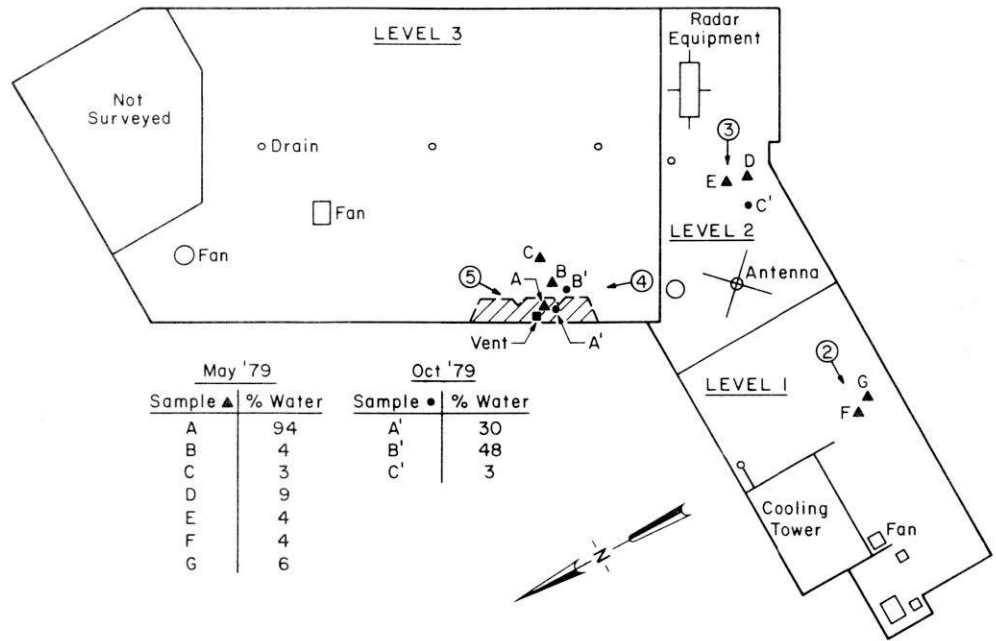 LEVEL 3
Radar
Equipment
Not
Surveyed
Drain
3
D
E
C'
Fan
LEVEL 2
Fan
C
5
A
B
B'
4
Antenna
Vent
A'
2
LEVEL 1
G
F
May '79
Sample ▲ % Water
A 94
B 4
C 3
D 9
E 4
F 4
G 6
Oct '79
Sample ● % Water
A' 30
B' 48
C' 3
Cooling
Tower
Fan
N